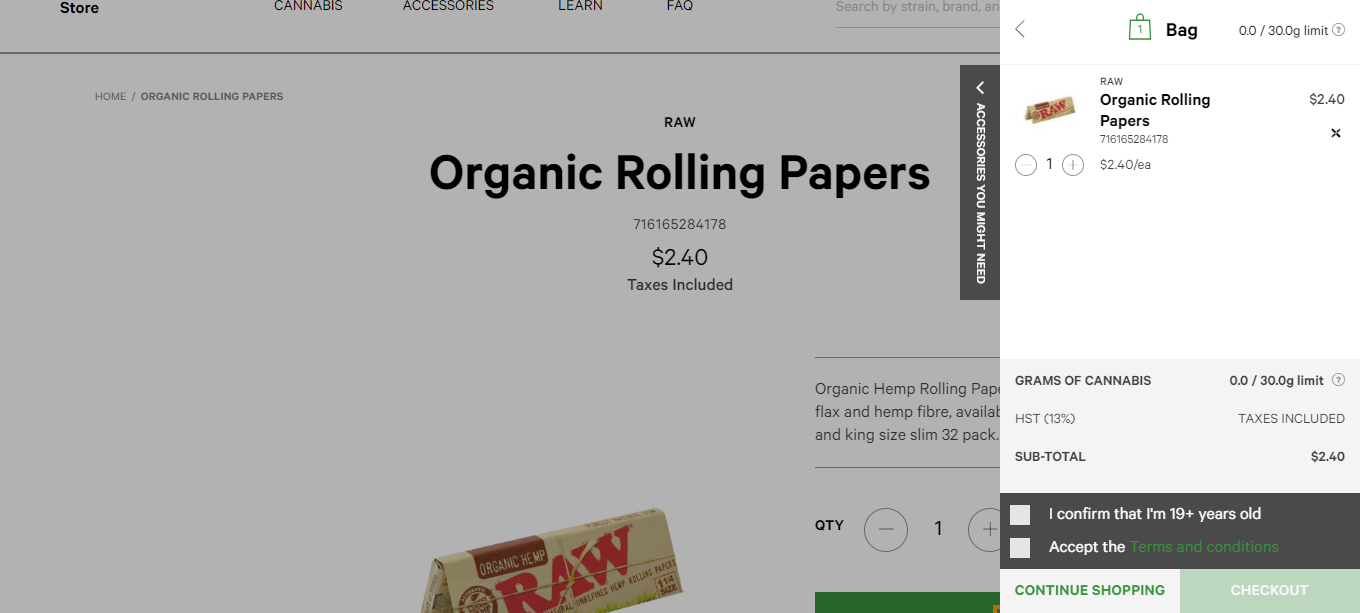 Store
CANNABIS
ACCESSORIES
LEARN
FAQ
Search by strain, brand, an
HOME / ORGANIC ROLLING PAPERS
RAW
Organic Rolling Papers
716165284178
$2.40
Taxes Included
Organic Hemp Rolling Pape
flax and hemp fibre, availab
and king size slim 32 pack.
QTY
1
ORGANIC HEMP
RAW
1¼
SIZE
ACCESSORIES YOU MIGHT NEED
1
Bag
0.0 / 30.0g limit ?
RAW
Organic Rolling
Papers
$2.40
716165284178
1
$2.40/ea
GRAMS OF CANNABIS 0.0 / 30.0g limit ?
HST (13%) TAXES INCLUDED
SUB-TOTAL $2.40
I confirm that I'm 19+ years old
Accept the Terms and conditions
CONTINUE SHOPPING
CHECKOUT